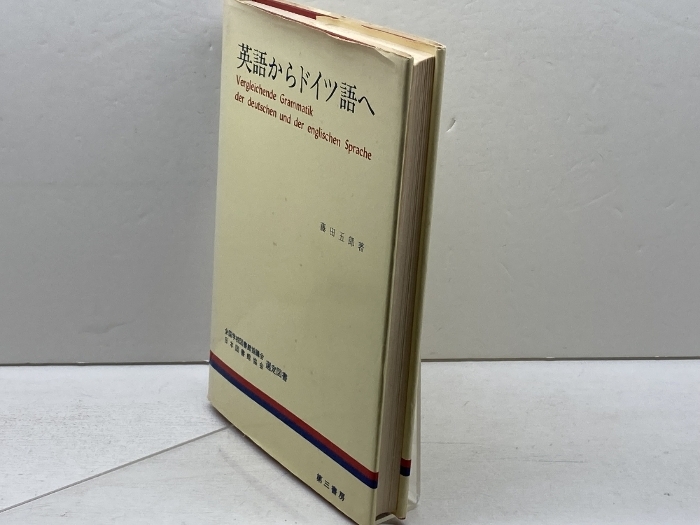 英語からドイツ語へ
Vergleichende Grammatik
der deutschen und der englischen Sprache
藤田五郎著
全国学校図書館協議会
日本図書館協会
選定図書
第三書房